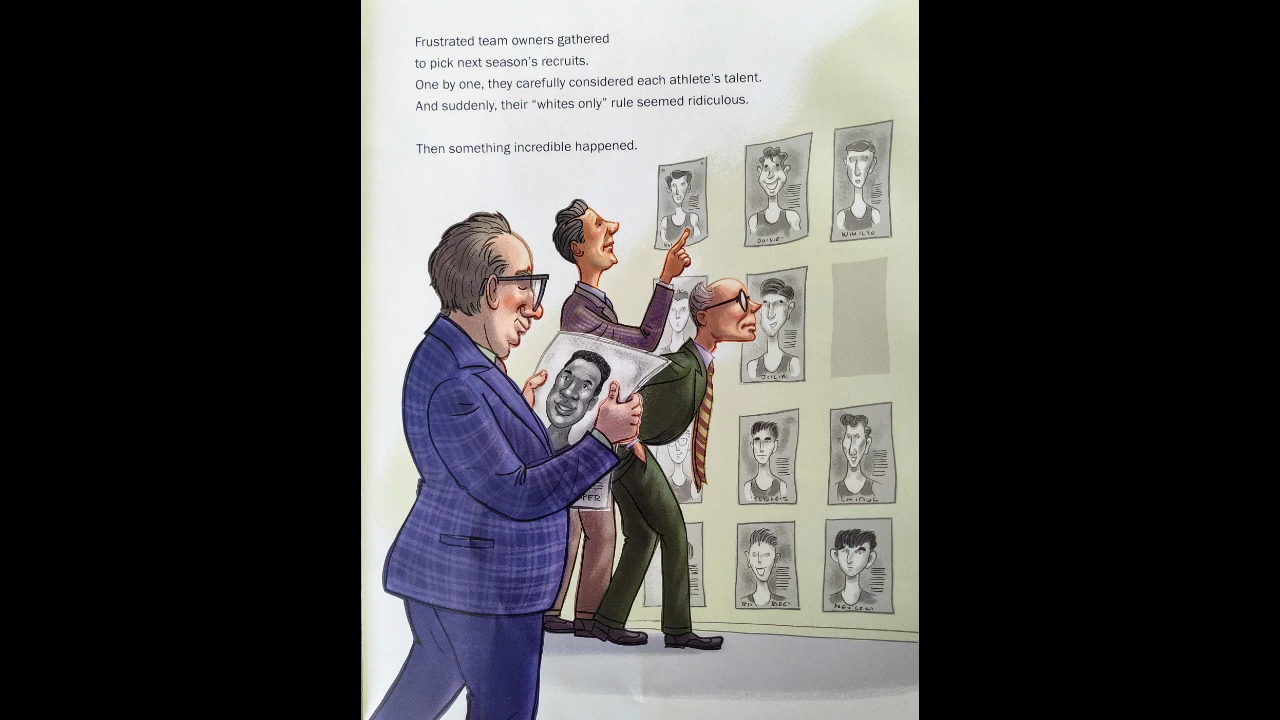 Frustrated team owners gathered
to pick next season’s recruits.
One by one, they carefully considered each athlete’s talent.
And suddenly, their “whites only” rule seemed ridiculous.
Then something incredible happened.